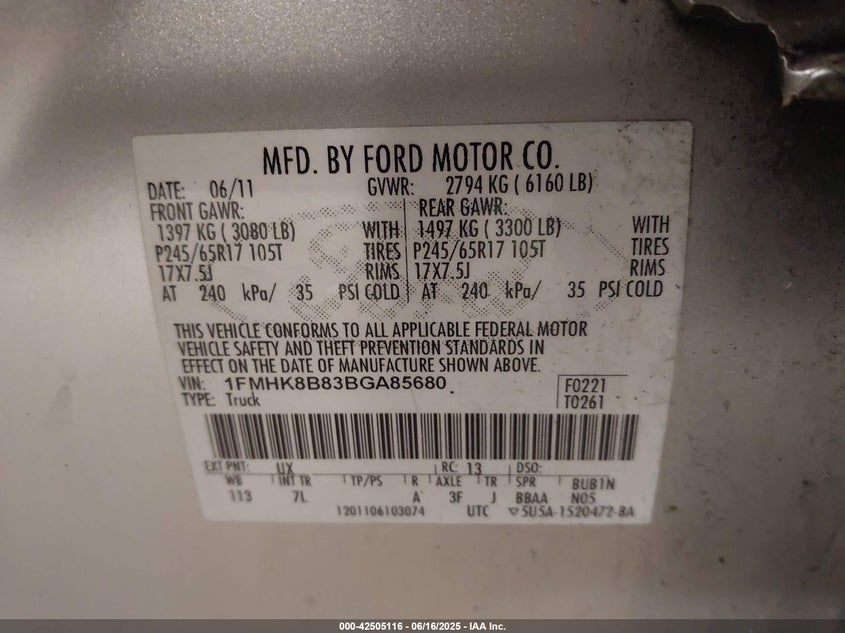 MFD. BY FORD MOTOR CO.
DATE: 06/11 GVWR: 2794 KG ( 6160 LB)
FRONT GAWR: REAR GAWR:
1397 KG ( 3080 LB) WITH 1497 KG ( 3300 LB) WITH
P245/65R17 105T TIRES P245/65R17 105T TIRES
17X7.5J RIMS 17X7.5J RIMS
AT 240 kPa/ 35 PSI COLD AT 240 kPa/ 35 PSI COLD
THIS VEHICLE CONFORMS TO ALL APPLICABLE FEDERAL MOTOR
VEHICLE SAFETY AND THEFT PREVENTION STANDARDS IN
EFFECT ON THE DATE OF MANUFACTURE SHOWN ABOVE.
VIN: 1FMHK8B83BGA85680 F0221
TYPE: Truck T0261
EXT PNT: UX RC: 13 DSO:
WB INT TR TP/PS R AXLE TR SPR BUB1N
113 7L A 3F J BBAA N05
1201106103074 UTC ▽5U5A-1520472-8A
000-42505116 - 06/16/2025 - IAA Inc.